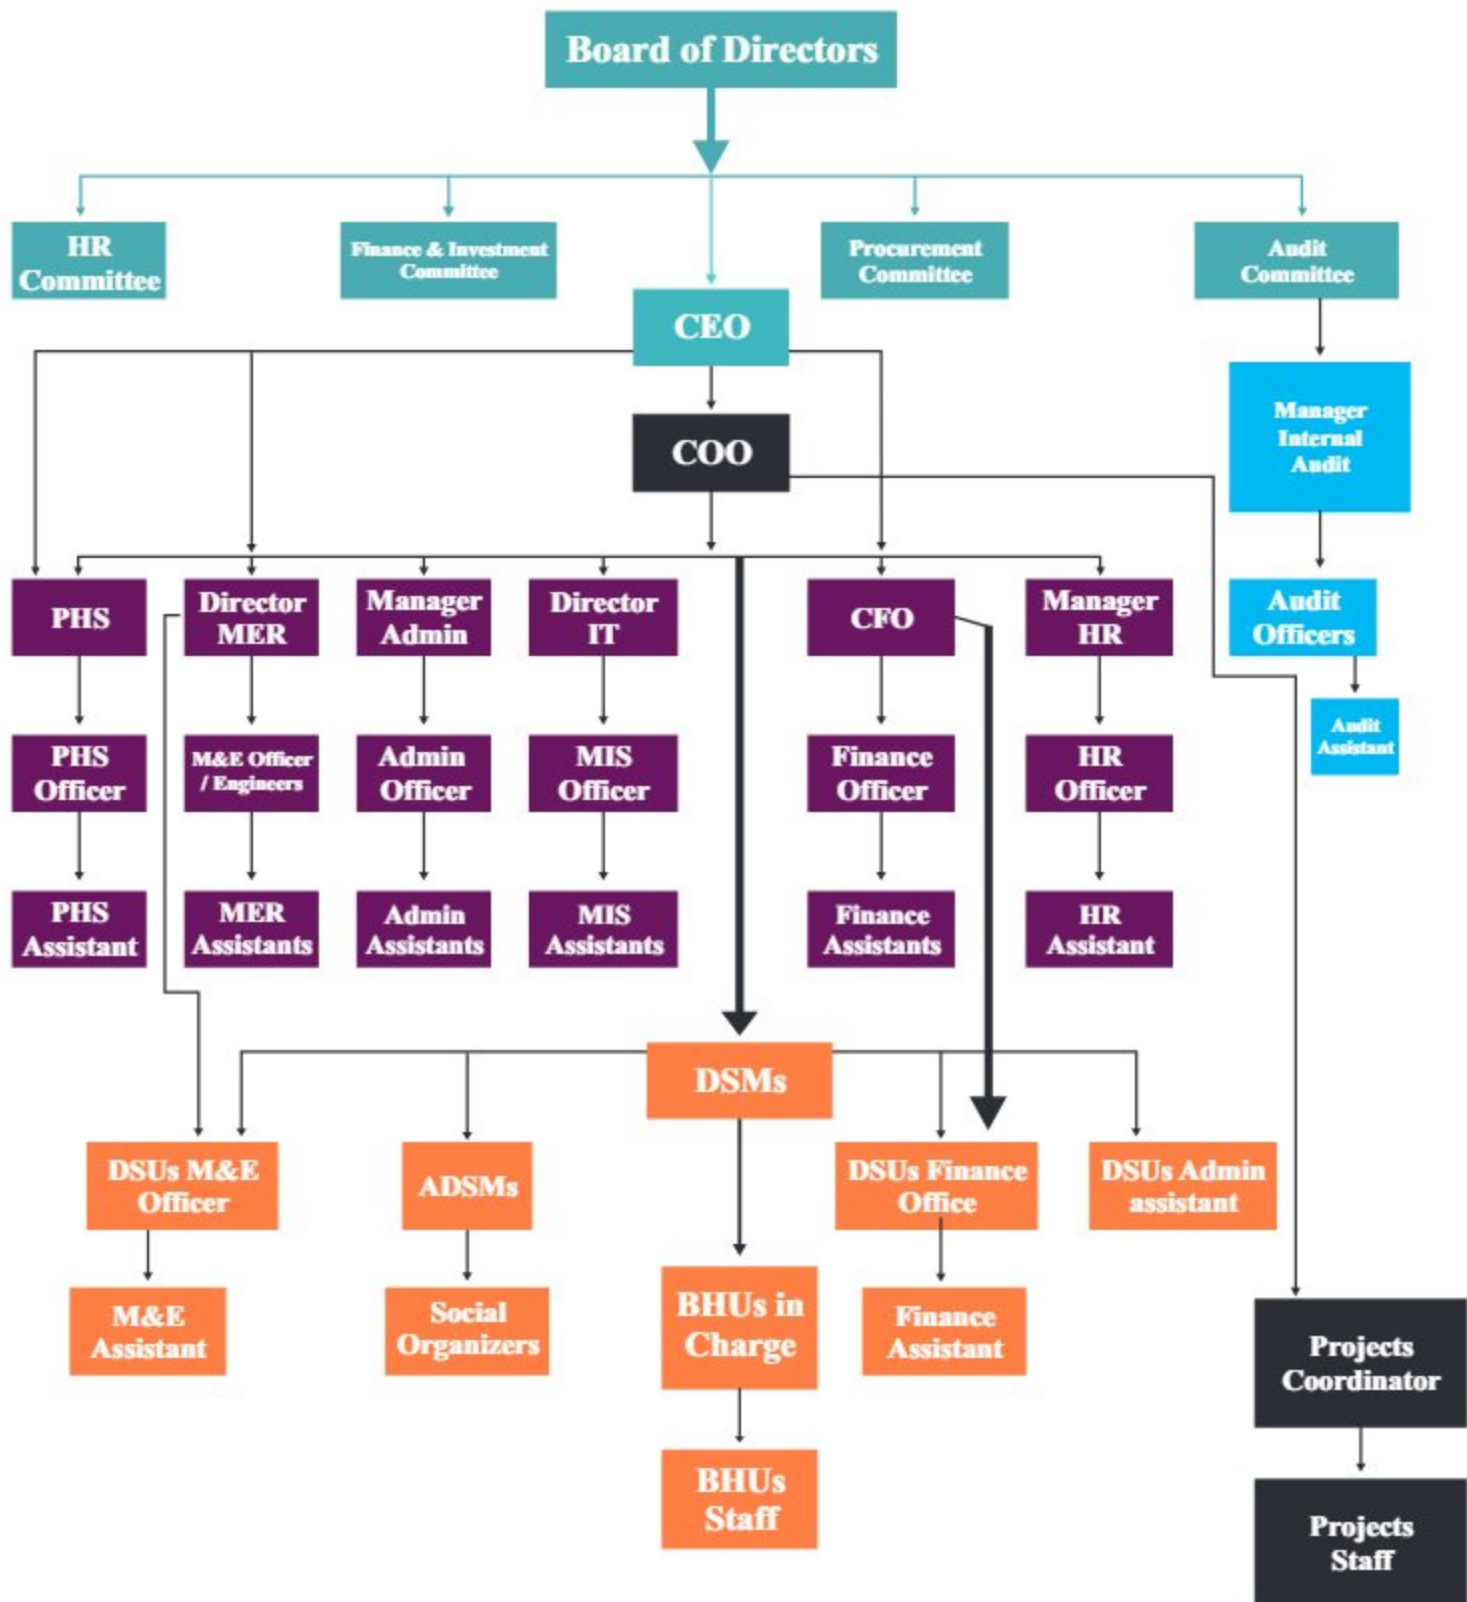 Board of Directors
HR
Committee
Finance & Investment
Committee
Procurement
Committee
Audit
Committee
CEO
COO
Manager
Internal
Audit
PHS
Director
MER
Manager
Admin
Director
IT
CFO
Manager
HR
Audit
Officers
Audit
Assistant
PHS
Officer
M&E Officer
/ Engineers
Admin
Officer
MIS
Officer
Finance
Officer
HR
Officer
PHS
Assistant
MER
Assistants
Admin
Assistants
MIS
Assistants
Finance
Assistants
HR
Assistant
DSMs
DSUs M&E
Officer
ADSMs
DSUs Finance
Office
DSUs Admin
assistant
M&E
Assistant
Social
Organizers
BHUs in
Charge
Finance
Assistant
Projects
Coordinator
BHUs
Staff
Projects
Staff